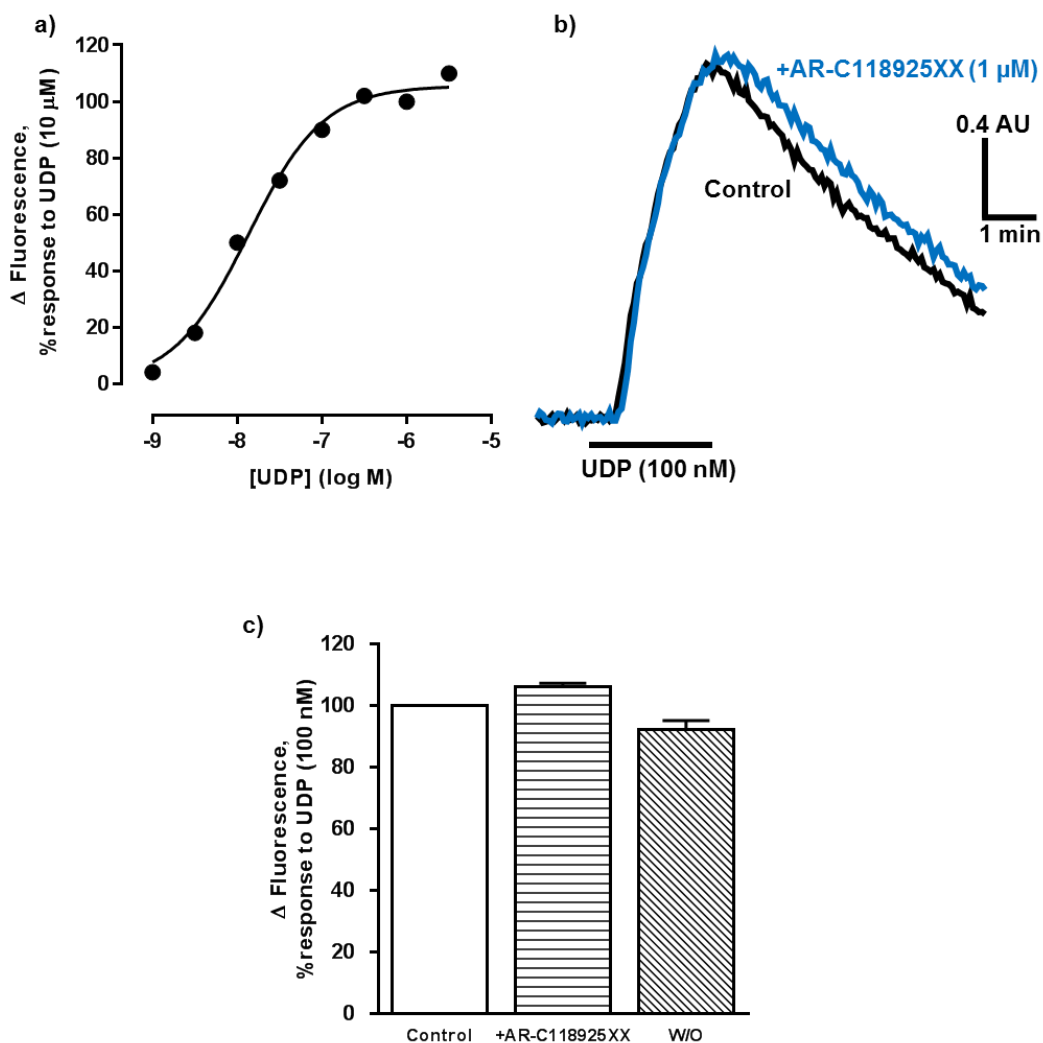 a)
Δ Fluorescence,
% response to UDP (10 µM)
120
100
80
60
40
20
0
-9 -8 -7 -6 -5
[UDP] (log M)
b)
+AR-C118925XX (1 µM)
0.4 AU
Control
1 min
UDP (100 nM)
c)
Δ Fluorescence,
% response to UDP (100 nM)
120
100
80
60
40
20
0
Control +AR-C118925XX W/O